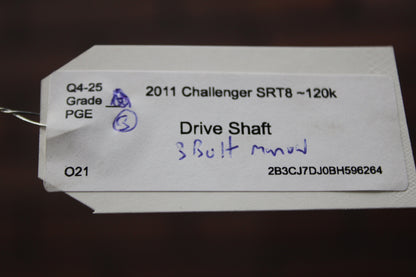 Q4-25
Grade
PGE
2011 Challenger SRT8 ~120k
Drive Shaft
3 Bolt manual
O21
2B3CJ7DJ0BH596264